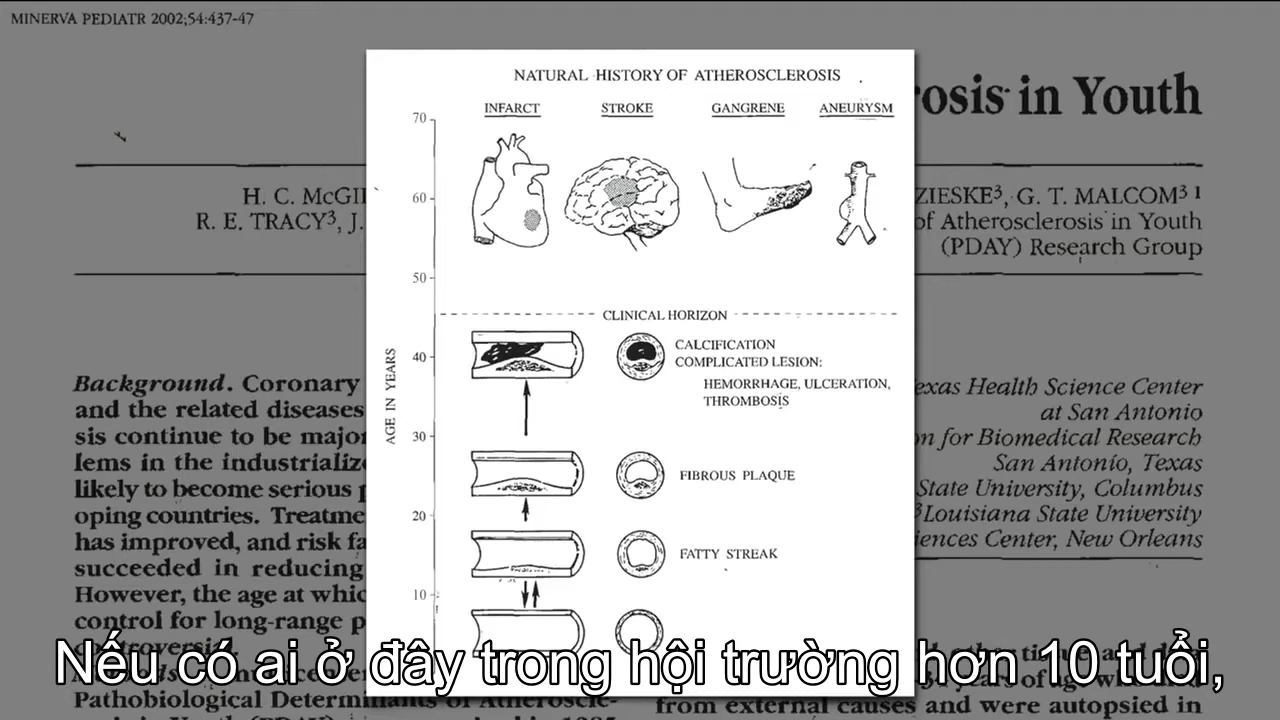 MINERVA PEDIATR 2002;54:437-47
rosis in Youth
H. C. McGI
ZIESKE3, G. T. MALCOM3 1
R. E. TRACY3, J.
of Atherosclerosis in Youth
(PDAY) Research Group
NATURAL HISTORY OF ATHEROSCLEROSIS
INFARCT STROKE GANGRENE ANEURYSM
70
60
50
CLINICAL HORIZON
AGE IN YEARS
40
CALCIFICATION
COMPLICATED LESION:
HEMORRHAGE, ULCERATION,
THROMBOSIS
30
FIBROUS PLAQUE
20
FATTY STREAK
10
Background. Coronary
and the related diseases
sis continue to be major
lems in the industrialize
likely to become serious p
oping countries. Treatme
has improved, and risk fa
succeeded in reducing
However, the age at whic
control for long-range p
exas Health Science Center
at San Antonio
n for Biomedical Research
San Antonio, Texas
State University, Columbus
3Louisiana State University
iences Center, New Orleans
Nếu có ai ở đây trong hội trường hơn 10 tuổi,
Pathobiological Determinants of Atheroscle-
from external causes and were autopsied in